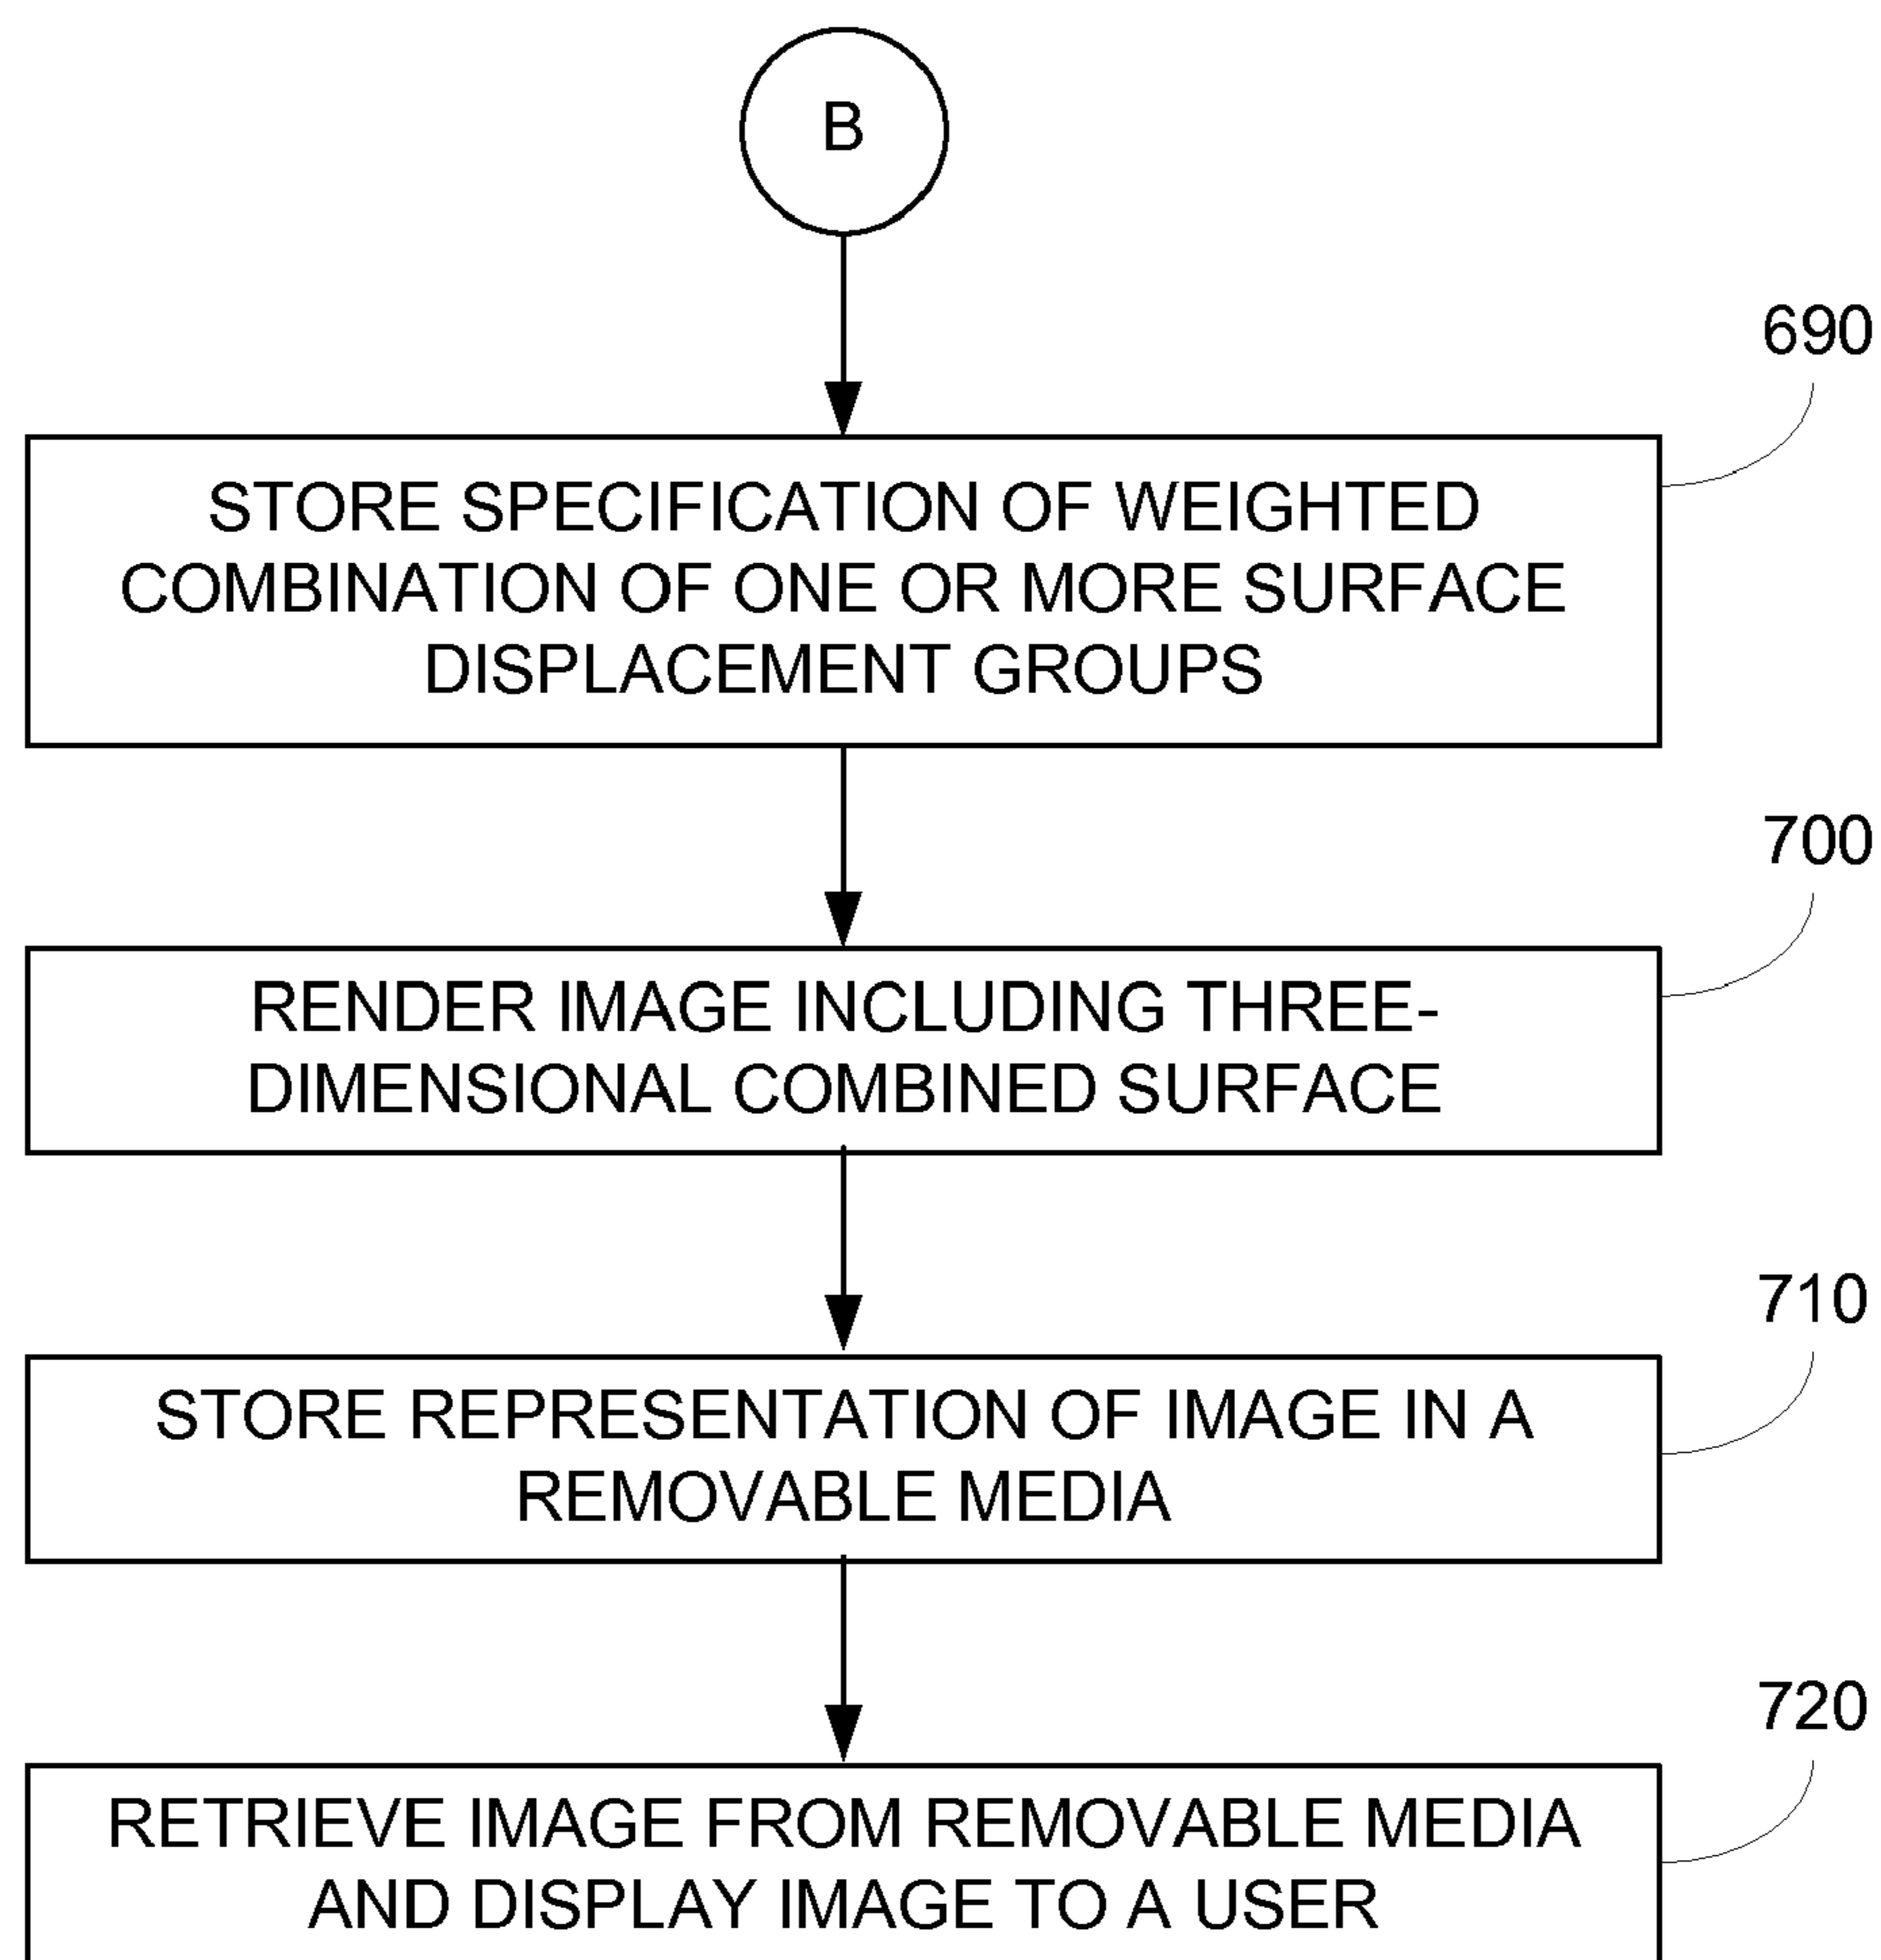 B
690
STORE SPECIFICATION OF WEIGHTED
COMBINATION OF ONE OR MORE SURFACE
DISPLACEMENT GROUPS
700
RENDER IMAGE INCLUDING THREE-
DIMENSIONAL COMBINED SURFACE
710
STORE REPRESENTATION OF IMAGE IN A
REMOVABLE MEDIA
720
RETRIEVE IMAGE FROM REMOVABLE MEDIA
AND DISPLAY IMAGE TO A USER